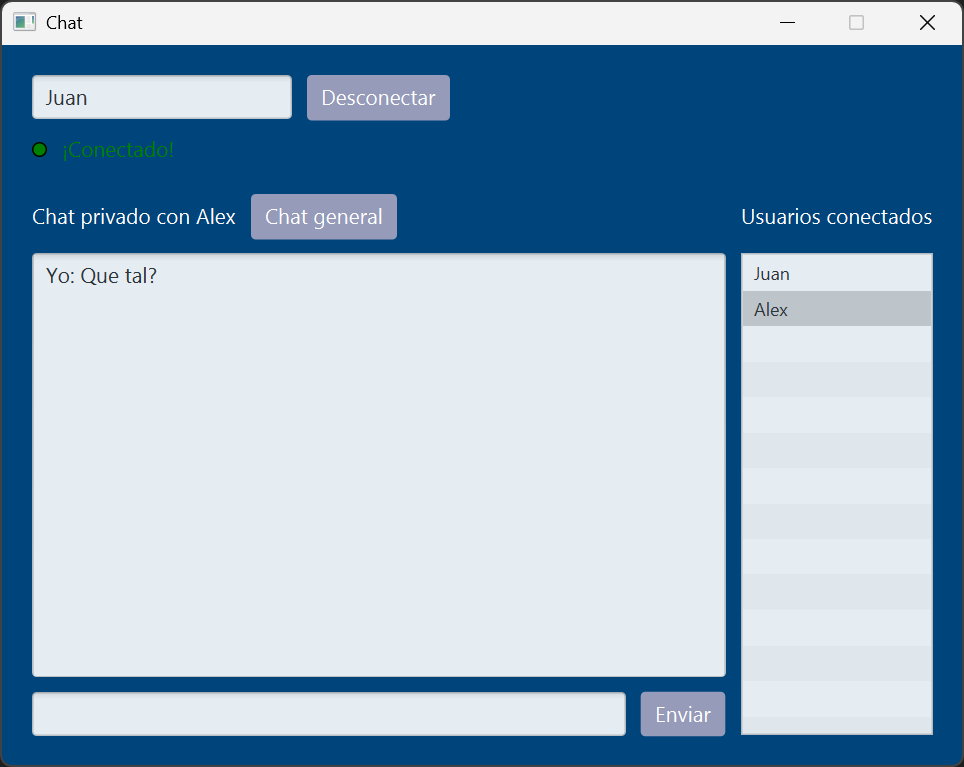 Chat
Juan
Desconectar
¡Conectado!
Chat privado con Alex
Chat general
Usuarios conectados
Yo: Que tal?
Juan
Alex
Enviar